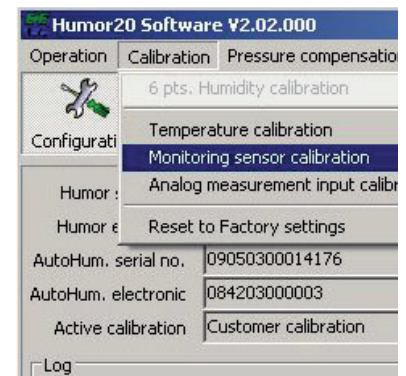 Humor20 Software V2.02.000
Operation Calibration Pressure compensatio
6 pts. Humidity calibration
Configurati
Temperature calibration
Monitoring sensor calibration
Analog measurement input calibr
Reset to Factory settings
Humor s
Humor e
AutoHum. serial no. 09050300014176
AutoHum. electronic 084203000003
Active calibration Customer calibration
Log